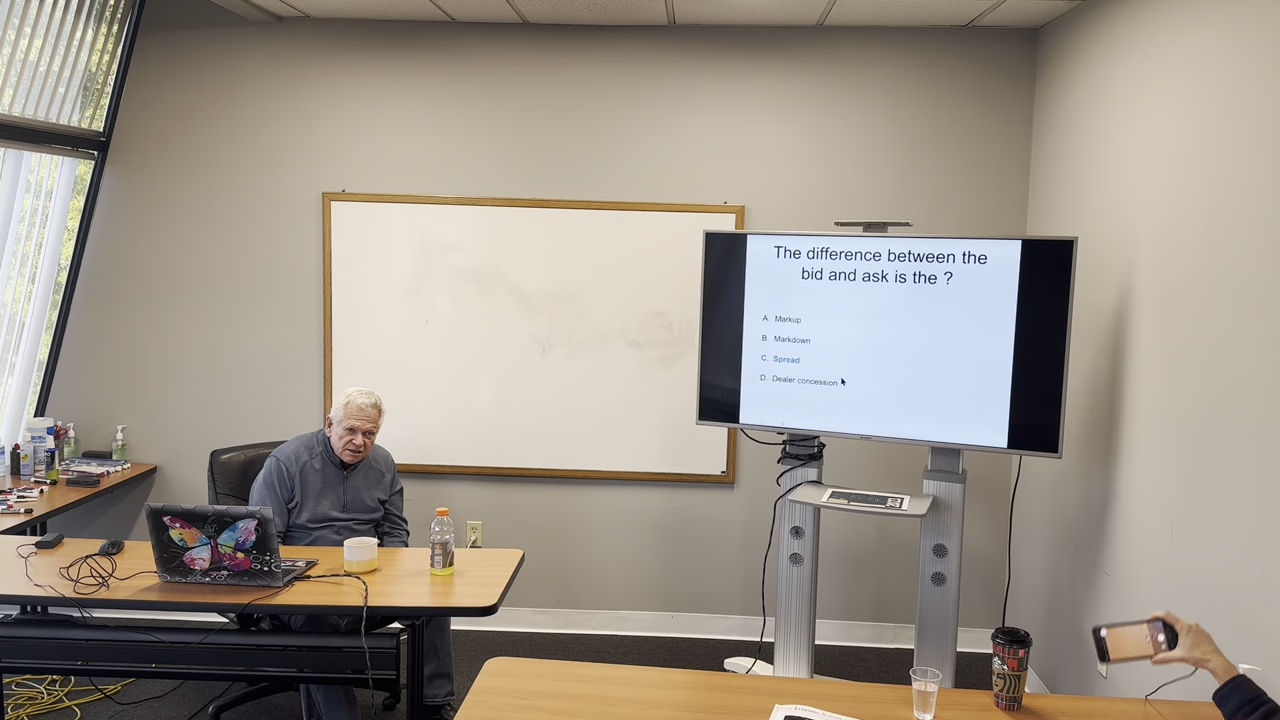 The difference between the
bid and ask is the ?
A. Markup
B. Markdown
C. Spread
D. Dealer concession